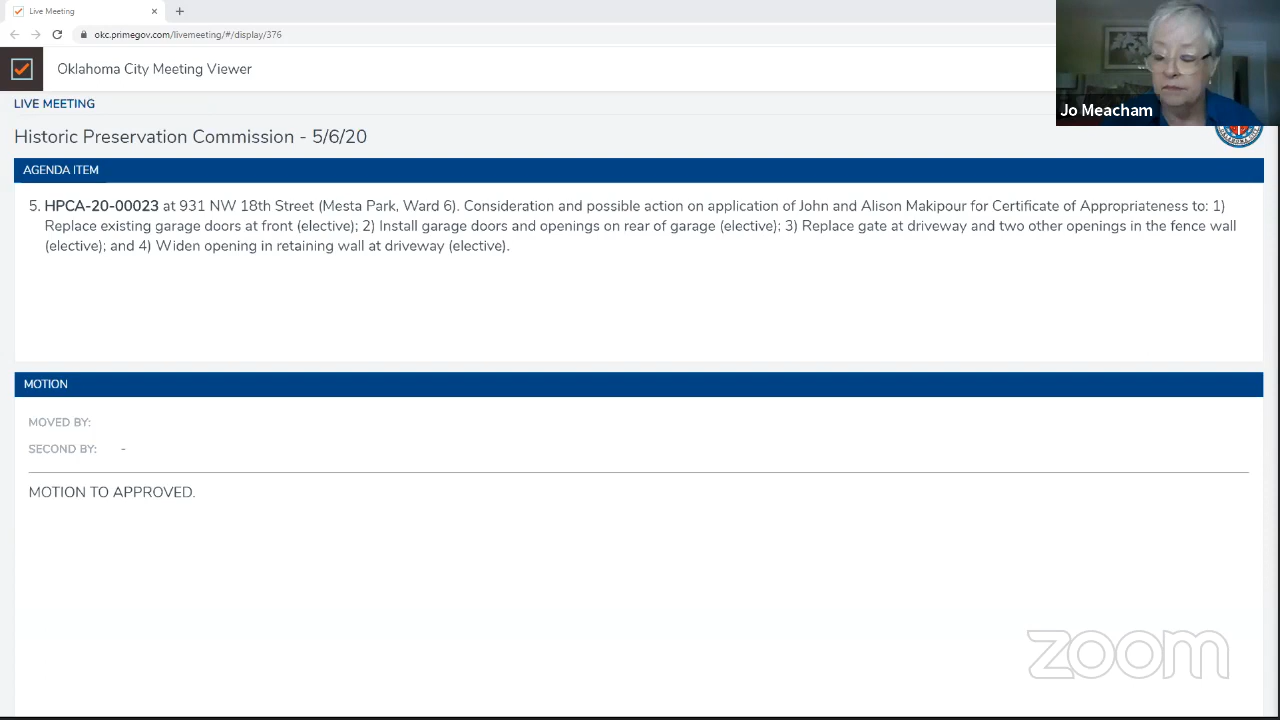 Live Meeting
okc.primegov.com/livemeeting/#/display/376
Oklahoma City Meeting Viewer
Jo Meacham
LIVE MEETING
Historic Preservation Commission - 5/6/20
AGENDA ITEM
5. HPCA-20-00023 at 931 NW 18th Street (Mesta Park, Ward 6). Consideration and possible action on application of John and Alison Makipour for Certificate of Appropriateness to: 1)
Replace existing garage doors at front (elective); 2) Install garage doors and openings on rear of garage (elective); 3) Replace gate at driveway and two other openings in the fence wall
(elective); and 4) Widen opening in retaining wall at driveway (elective).
MOTION
MOVED BY:
SECOND BY: -
MOTION TO APPROVED.
zoom